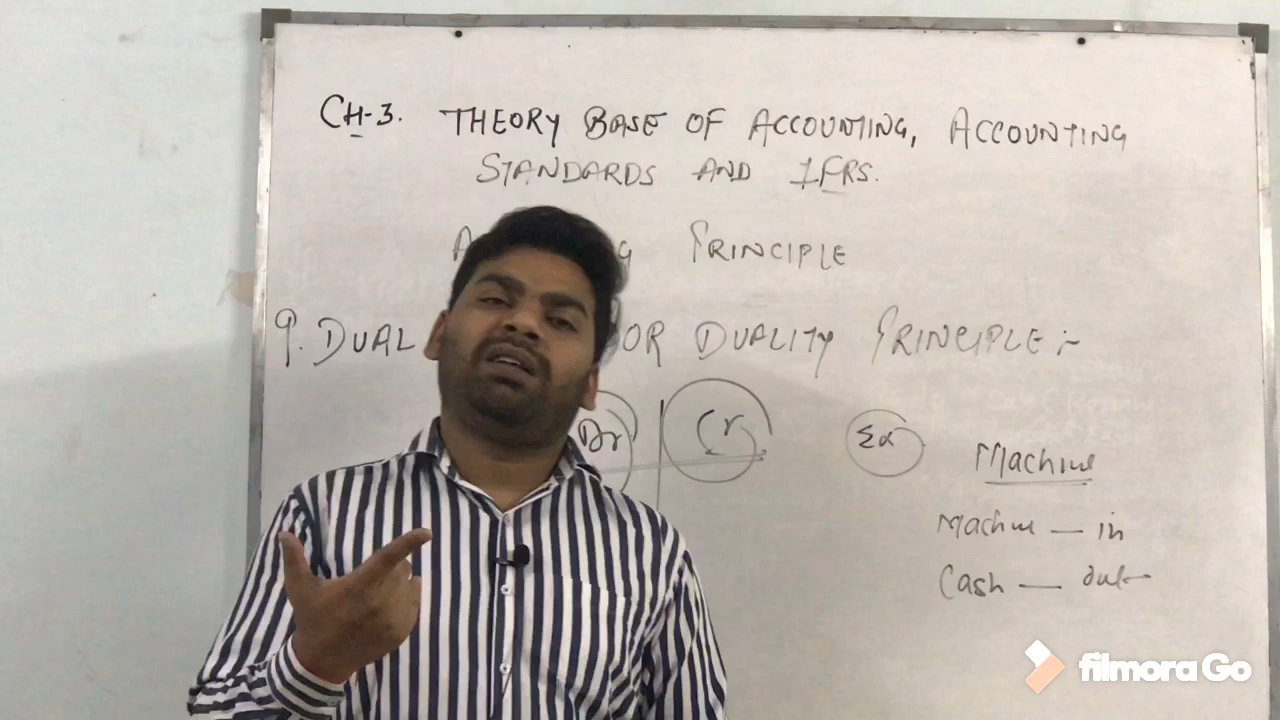 CH-3. THEORY BASE OF ACCOUNTING, ACCOUNTING
STANDARDS AND IFRS.
PRINCIPLE
9. DUAL OR DUALITY PRINCIPLE :-
Dr Cr Ex
Machine
Machine — in
Cash — out
filmora Go